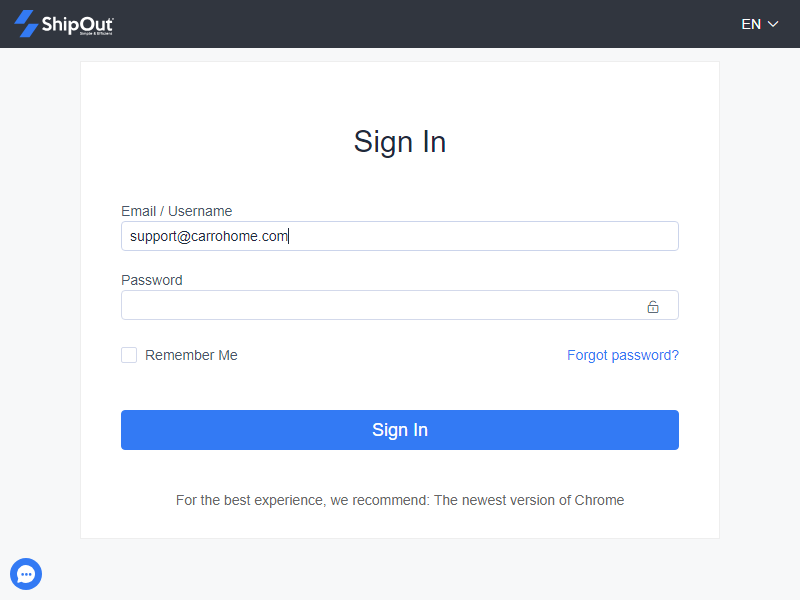 ShipOut
Simple & Efficient
EN
Sign In
Email / Username
support@carrohome.com
Password
Remember Me
Forgot password?
Sign In
For the best experience, we recommend: The newest version of Chrome